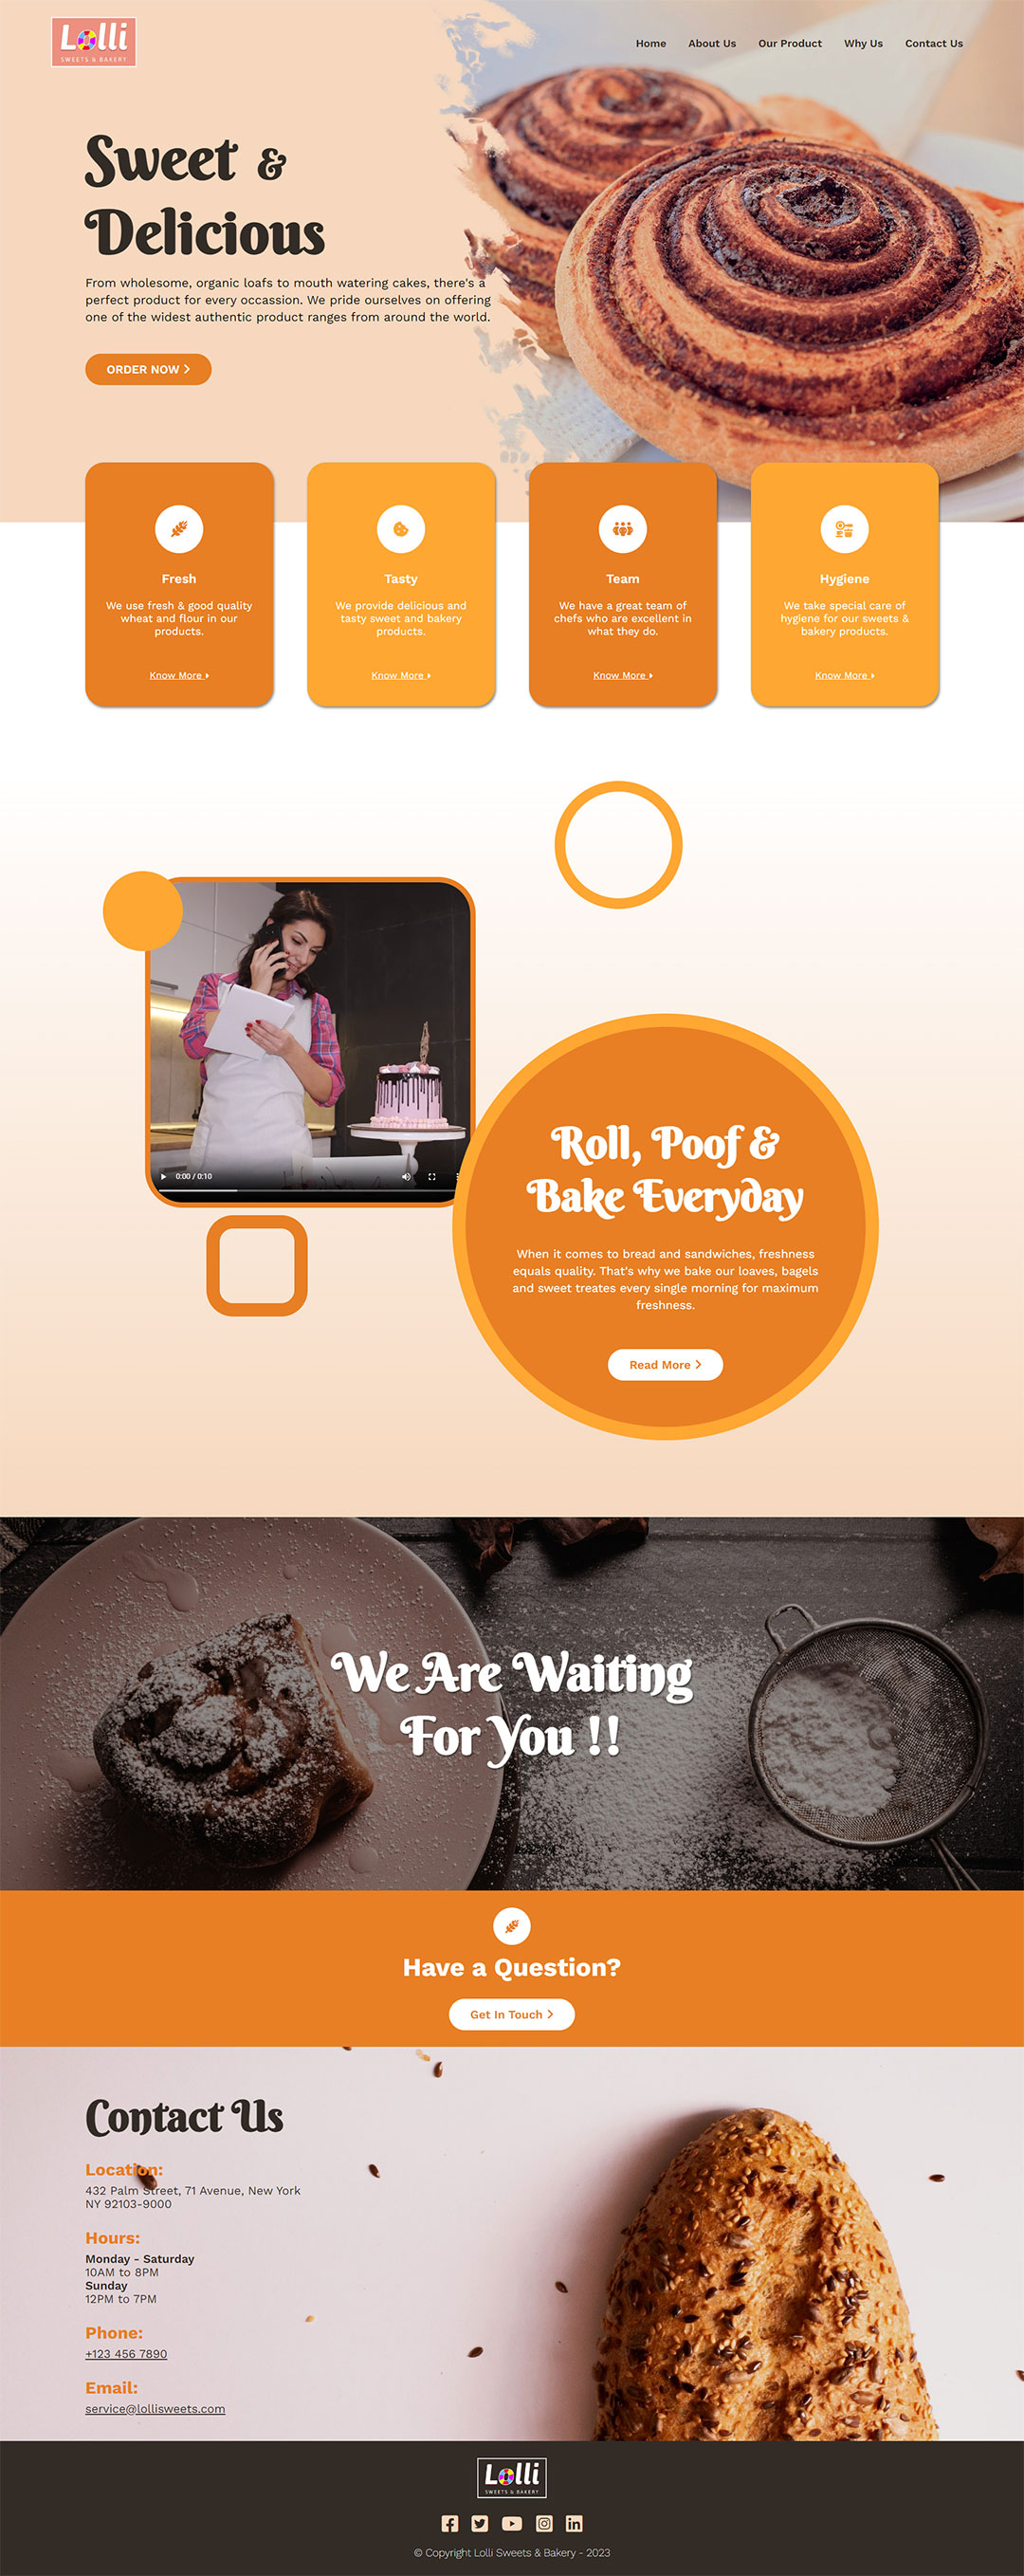 Lolli
SWEETS & BAKERY
Home About Us Our Product Why Us Contact Us
Sweet &
Delicious
From wholesome, organic loafs to mouth watering cakes, there's a
perfect product for every occassion. We pride ourselves on offering
one of the widest authentic product ranges from around the world.
ORDER NOW
Fresh
We use fresh & good quality
wheat and flour in our
products.
Know More
Tasty
We provide delicious and
tasty sweet and bakery
products.
Know More
Team
We have a great team of
chefs who are excellent in
what they do.
Know More
Hygiene
We take special care of
hygiene for our sweets &
bakery products.
Know More
0:00 / 0:10
Roll, Poof &
Bake Everyday
When it comes to bread and sandwiches, freshness
equals quality. That's why we bake our loaves, bagels
and sweet treates every single morning for maximum
freshness.
Read More
We Are Waiting
For You !!
Have a Question?
Get In Touch
Contact Us
Location:
432 Palm Street, 71 Avenue, New York
NY 92103-9000
Hours:
Monday - Saturday
10AM to 8PM
Sunday
12PM to 7PM
Phone:
+123 456 7890
Email:
service@lollisweets.com
Lolli
SWEETS & BAKERY
© Copyright Lolli Sweets & Bakery - 2023